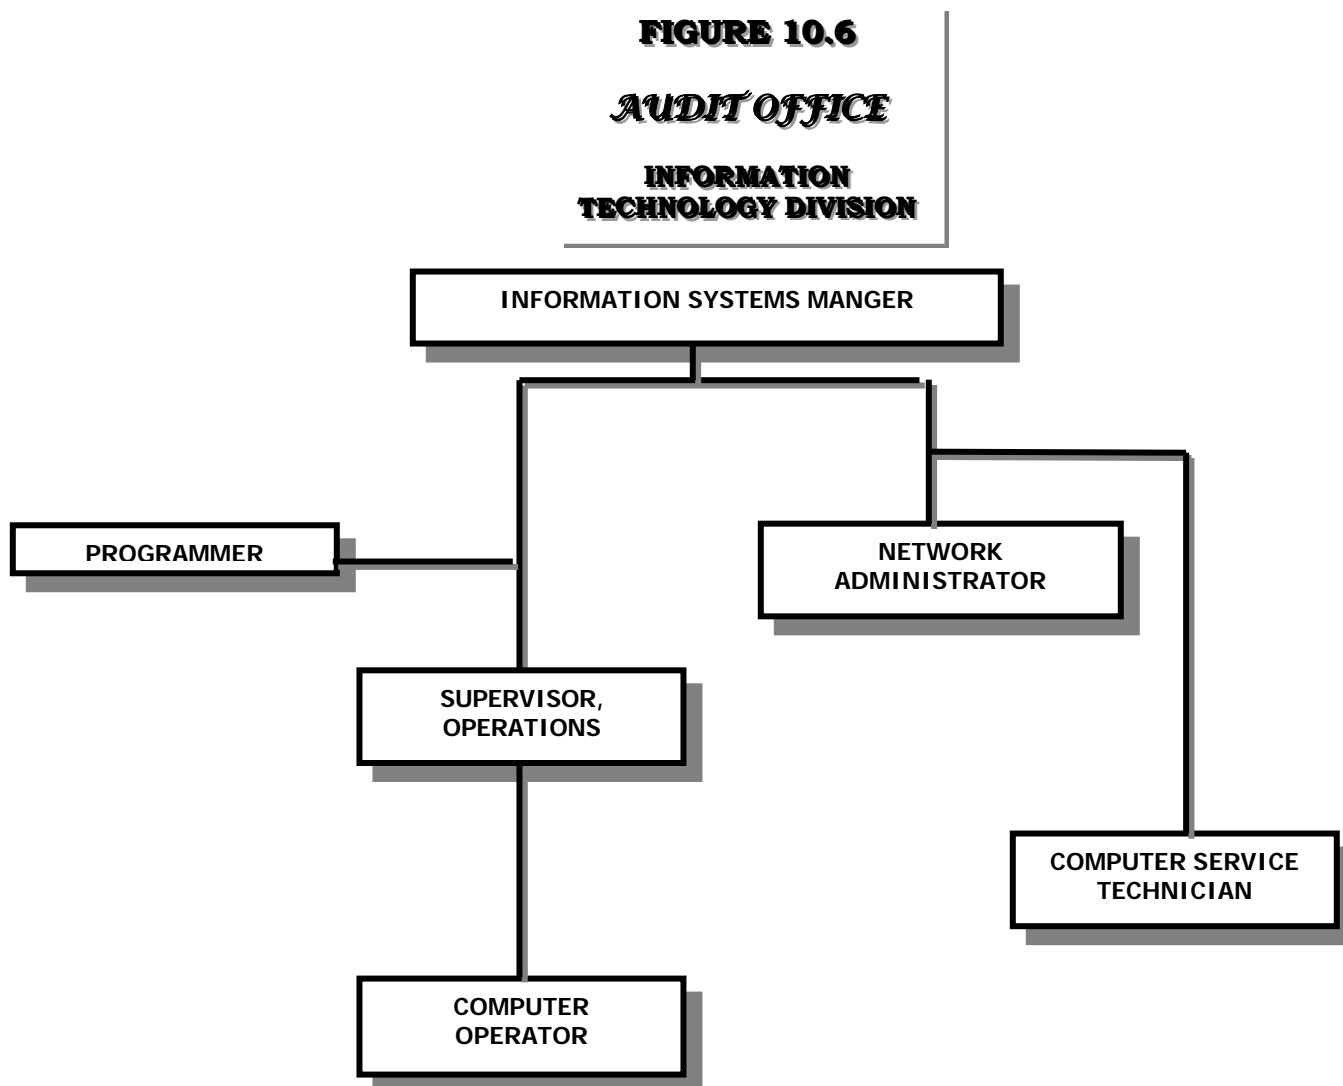 FIGURE 10.6
AUDIT OFFICE
INFORMATION
TECHNOLOGY DIVISION
INFORMATION SYSTEMS MANGER
PROGRAMMER
NETWORK
ADMINISTRATOR
SUPERVISOR,
OPERATIONS
COMPUTER SERVICE
TECHNICIAN
COMPUTER
OPERATOR